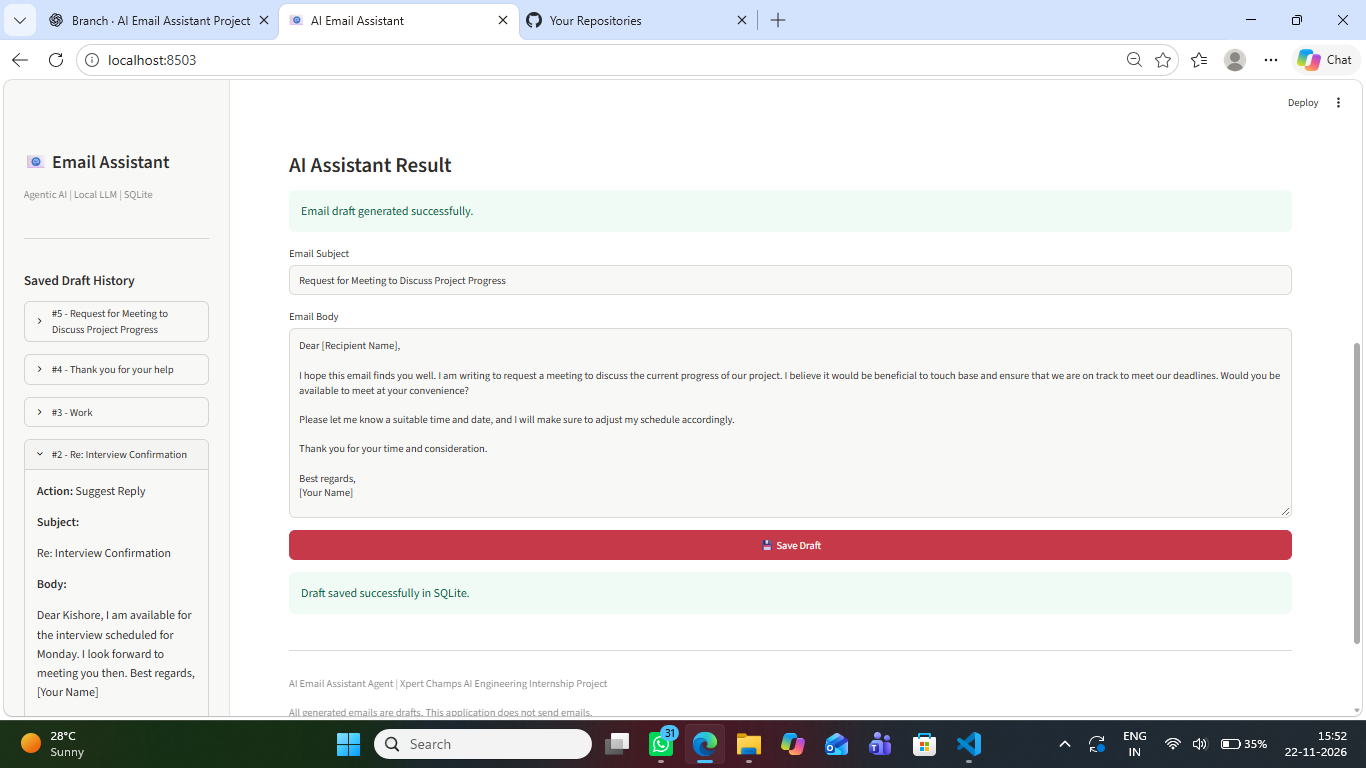 Branch · AI Email Assistant Project
AI Email Assistant
Your Repositories
localhost:8503
Chat
Deploy
Email Assistant
Agentic AI | Local LLM | SQLite
Saved Draft History
#5 - Request for Meeting to
Discuss Project Progress
#4 - Thank you for your help
#3 - Work
#2 - Re: Interview Confirmation
Action: Suggest Reply
Subject:
Re: Interview Confirmation
Body:
Dear Kishore, I am available for
the interview scheduled for
Monday. I look forward to
meeting you then. Best regards,
[Your Name]
AI Assistant Result
Email draft generated successfully.
Email Subject
Request for Meeting to Discuss Project Progress
Email Body
Dear [Recipient Name],
I hope this email finds you well. I am writing to request a meeting to discuss the current progress of our project. I believe it would be beneficial to touch base and ensure that we are on track to meet our deadlines. Would you be
available to meet at your convenience?
Please let me know a suitable time and date, and I will make sure to adjust my schedule accordingly.
Thank you for your time and consideration.
Best regards,
[Your Name]
Save Draft
Draft saved successfully in SQLite.
AI Email Assistant Agent | Xpert Champs AI Engineering Internship Project
All generated emails are drafts. This application does not send emails.
28°C
Sunny
Search
31
ENG
IN
35%
15:52
22-11-2026